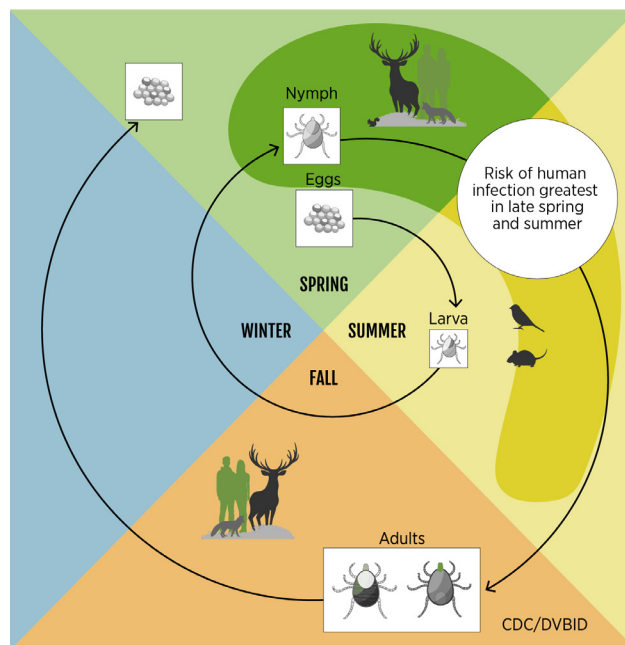 Nymph
Eggs
Risk of human
infection greatest
in late spring
and summer
SPRING
WINTER
SUMMER
Larva
FALL
Adults
CDC/DVBID